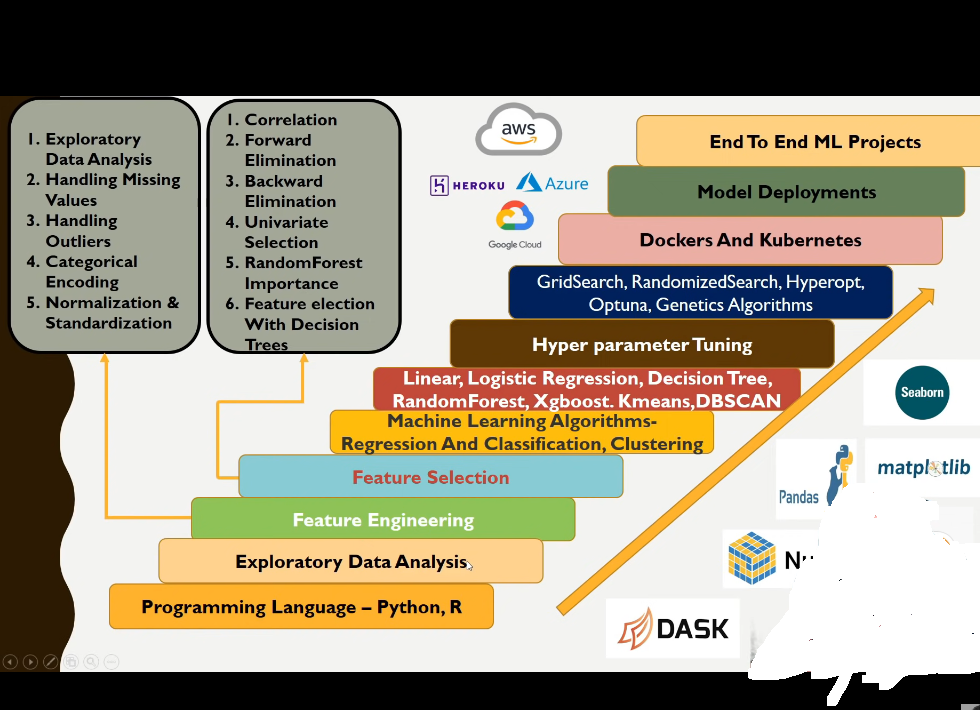 1. Exploratory
Data Analysis
2. Handling Missing
Values
3. Handling
Outliers
4. Categorical
Encoding
5. Normalization &
Standardization
1. Correlation
2. Forward
Elimination
3. Backward
Elimination
4. Univariate
Selection
5. RandomForest
Importance
6. Feature election
With Decision
Trees
aws
HEROKU
Azure
Google Cloud
End To End ML Projects
Model Deployments
Dockers And Kubernetes
GridSearch, RandomizedSearch, Hyperopt,
Optuna, Genetics Algorithms
Hyper parameter Tuning
Linear, Logistic Regression, Decision Tree,
RandomForest, Xgboost. Kmeans,DBSCAN
Machine Learning Algorithms-
Regression And Classification, Clustering
Feature Selection
Feature Engineering
Exploratory Data Analysis
Programming Language – Python, R
Seaborn
matplotlib
Pandas
DASK